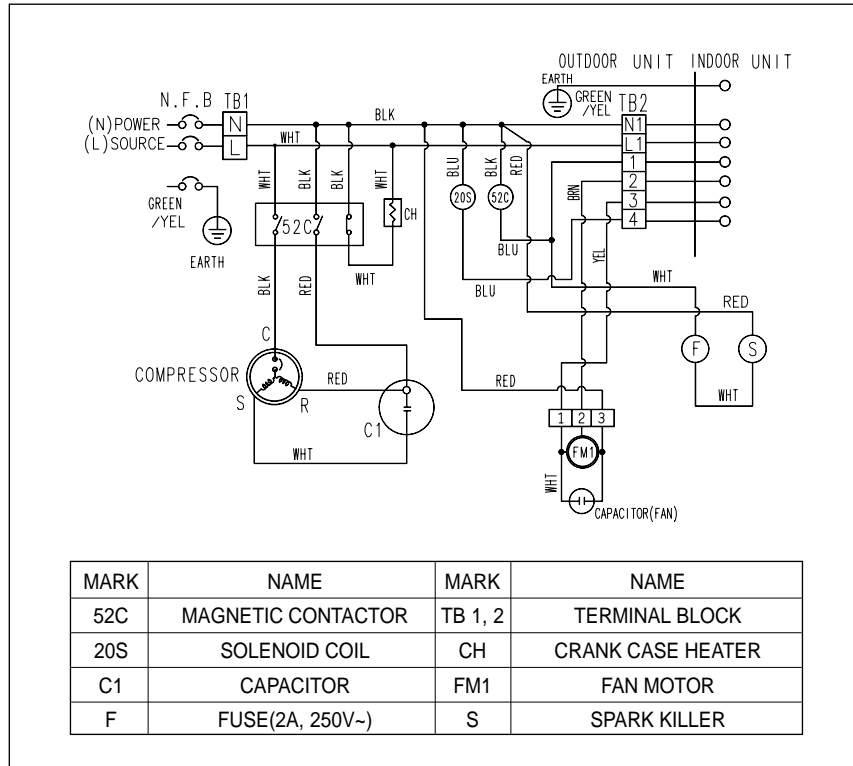 OUTDOOR UNIT INDOOR UNIT
EARTH
GREEN
/YEL
TB2
N.F.B TB1
(N)POWER
N
BLK
N1
(L)SOURCE
L
WHT
L1
1
2
3
4
WHT
BLK
BLK
WHT
BLU
BLK
RED
BRN
GREEN
/YEL
EARTH
52C
CH
20S
52C
BLU
YEL
WHT
BLU
WHT
BLK
RED
RED
C
F
S
COMPRESSOR
RED
RED
S
R
WHT
C1
1 2 3
WHT
FM1
WHT
CAPACITOR(FAN)
MARK NAME MARK NAME
52C MAGNETIC CONTACTOR TB 1, 2 TERMINAL BLOCK
20S SOLENOID COIL CH CRANK CASE HEATER
C1 CAPACITOR FM1 FAN MOTOR
F FUSE(2A, 250V~) S SPARK KILLER